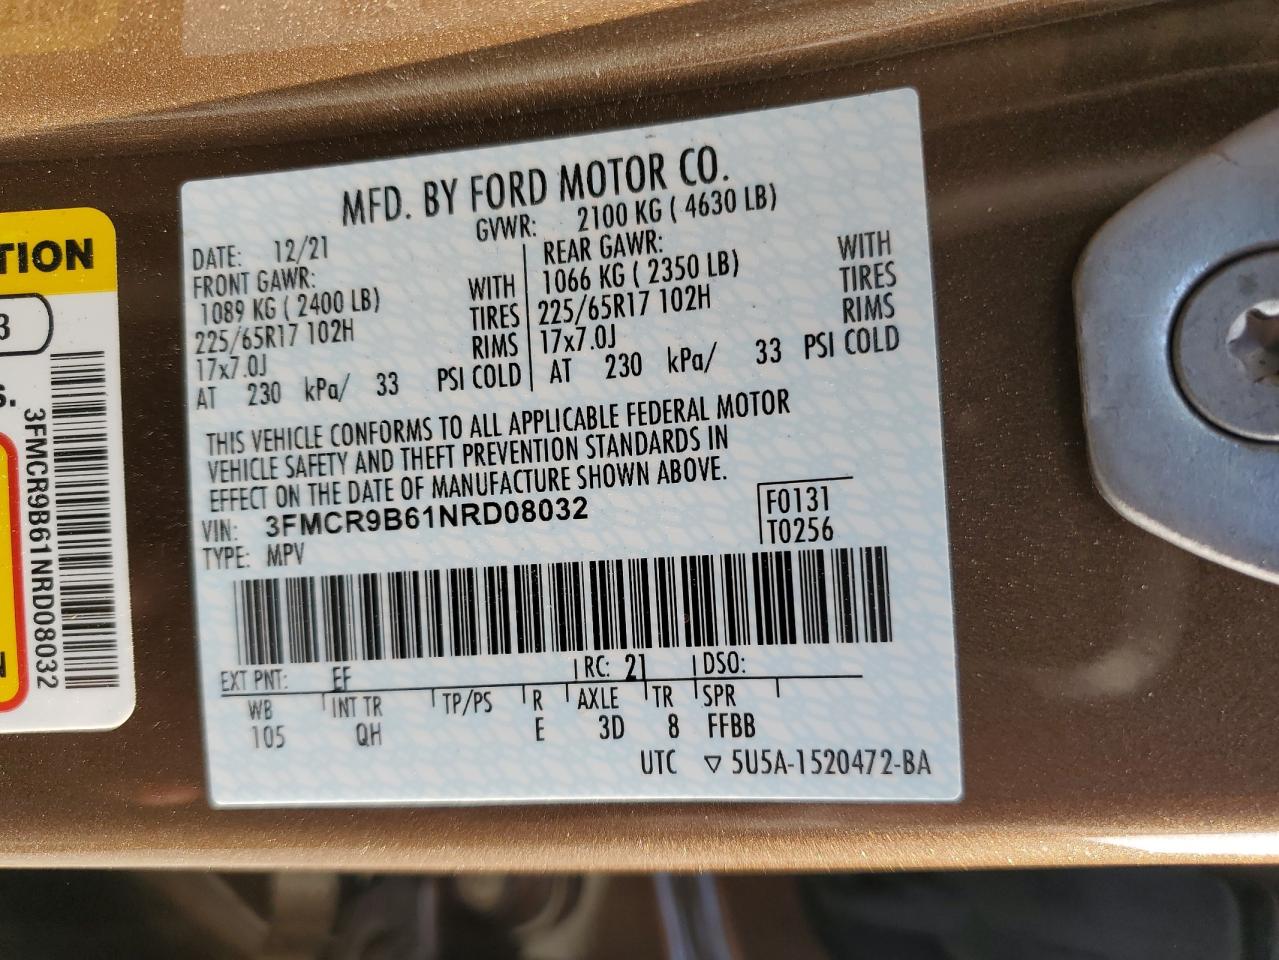 MFD. BY FORD MOTOR CO.
DATE: 12/21 GVWR: 2100 KG ( 4630 LB)
FRONT GAWR:
1089 KG ( 2400 LB) WITH
225/65R17 102H TIRES
17x7.0J RIMS
AT 230 kPa/ 33 PSI COLD
REAR GAWR:
1066 KG ( 2350 LB) WITH
225/65R17 102H TIRES
17x7.0J RIMS
AT 230 kPa/ 33 PSI COLD
THIS VEHICLE CONFORMS TO ALL APPLICABLE FEDERAL MOTOR
VEHICLE SAFETY AND THEFT PREVENTION STANDARDS IN
EFFECT ON THE DATE OF MANUFACTURE SHOWN ABOVE.
VIN: 3FMCR9B61NRD08032
TYPE: MPV
F0131
T0256
EXT PNT: EF RC: 21 DSO:
WB INT TR TP/PS R AXLE TR SPR
105 QH E 3D 8 FFBB
UTC ▽ 5U5A-1520472-BA
3FMCR9B61NRD08032